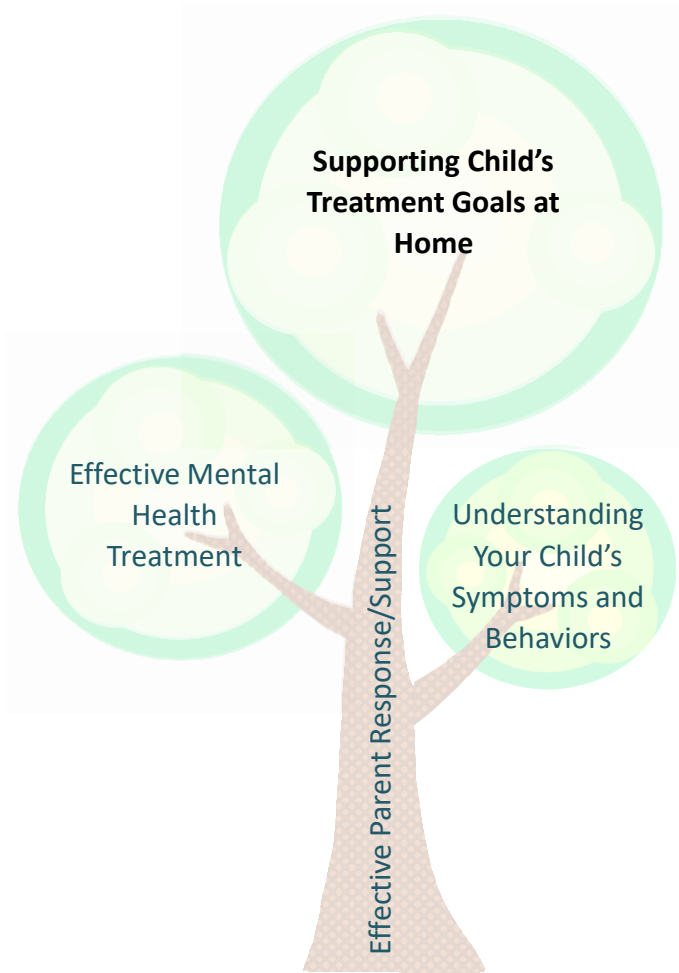 Supporting Child’s
Treatment Goals at
Home
Effective Mental
Health
Treatment
Understanding
Your Child’s
Symptoms and
Behaviors
Effective Parent Response/Support